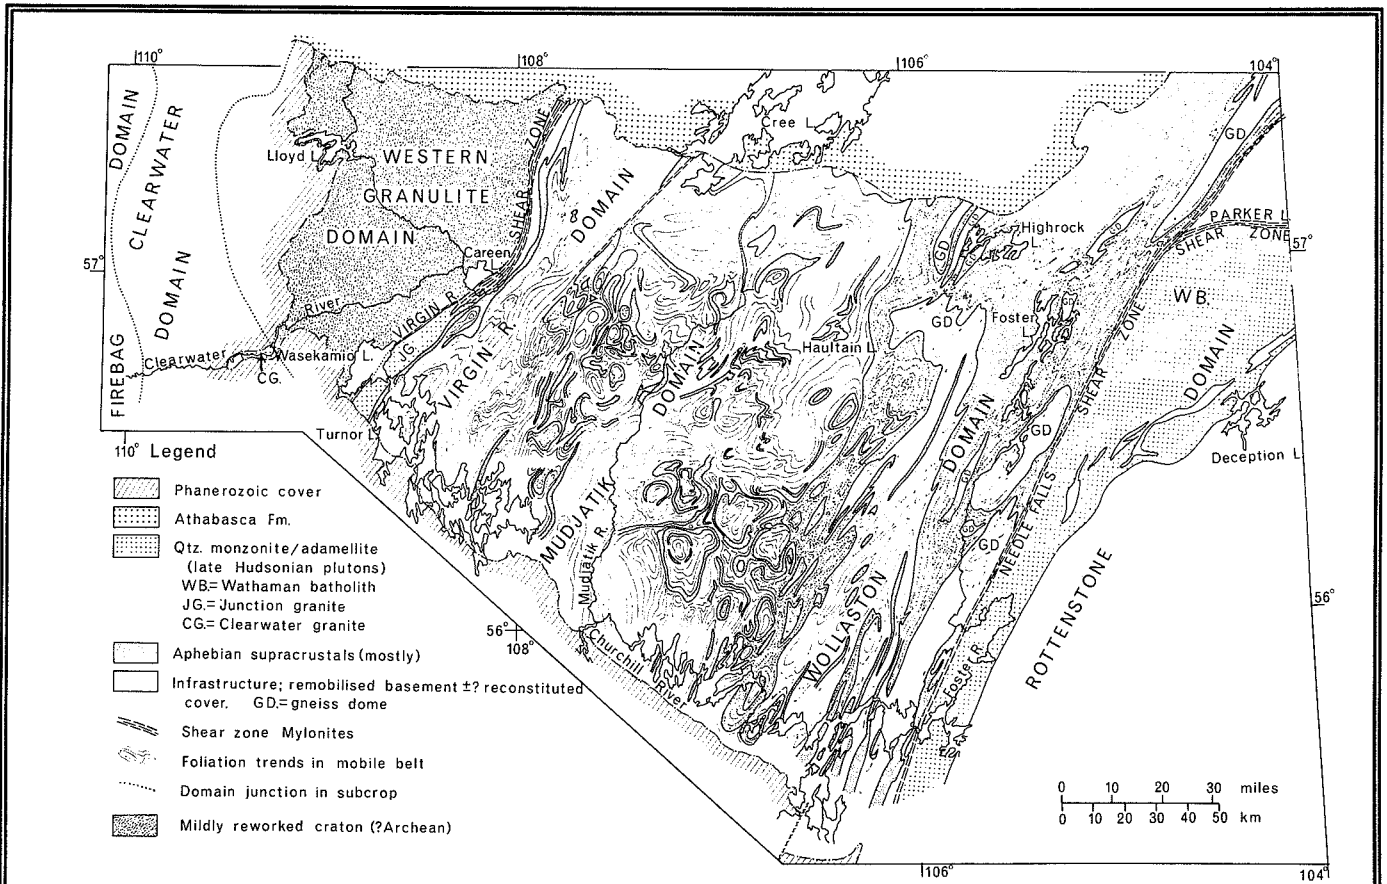 110°
108°
106°
104°
DOMAIN
CLEARWATER
DOMAIN
FIREBAG
Lloyd L.
WESTERN
GRANULITE
DOMAIN
SHEAR ZONE
Careen
L.
VIRGIN R.
River
Clearwater
Wasekamio L.
CG.
JG.
Turnor L.
VIRGIN R.
DOMAIN
Cree L.
MUDJATIK
DOMAIN
Mudjatik R.
Haultain L.
GD
Highrock
L.
GD
GD
PARKER L.
SHEAR ZONE
57°
57°
W.B.
Foster
L.
GD
GD
GD
NEEDLE FALLS
SHEAR ZONE
WOLLASTON
DOMAIN
ROTTENSTONE
DOMAIN
Deception L.
Foster R.
Churchill
River
56°
108°
56°
106°
104°
110°
Legend
Phanerozoic cover
Athabasca Fm.
Qtz. monzonite/adamellite
(late Hudsonian plutons)
WB.= Wathaman batholith
JG.= Junction granite
CG.= Clearwater granite
Aphebian supracrustals (mostly)
Infrastructure; remobilised basement ±? reconstituted
cover. GD.= gneiss dome
Shear zone Mylonites
Foliation trends in mobile belt
Domain junction in subcrop
Mildly reworked craton (?Archean)
0 10 20 30 miles
0 10 20 30 40 50 km